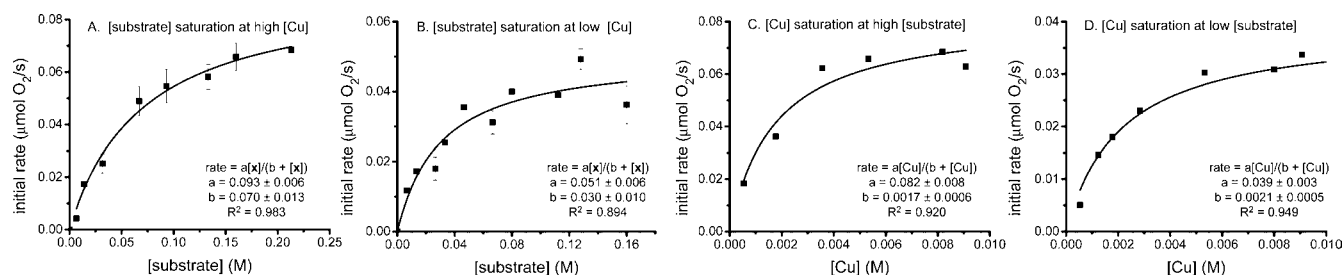 A. [substrate] saturation at high [Cu]
initial rate (μmol O2/s)
0.08
0.06
0.04
0.02
0.00
rate = a[x]/(b + [x])
a = 0.093 ± 0.006
b = 0.070 ± 0.013
R² = 0.983
0.00 0.05 0.10 0.15 0.20 0.25
[substrate] (M)
B. [substrate] saturation at low [Cu]
initial rate (μmol O2/s)
0.06
0.04
0.02
0.00
rate = a[x]/(b + [x])
a = 0.051 ± 0.006
b = 0.030 ± 0.010
R² = 0.894
0.00 0.04 0.08 0.12 0.16
[substrate] (M)
C. [Cu] saturation at high [substrate]
initial rate (μmol O2/s)
0.08
0.06
0.04
0.02
0.00
rate = a[Cu]/(b + [Cu])
a = 0.082 ± 0.008
b = 0.0017 ± 0.0006
R² = 0.920
0.000 0.002 0.004 0.006 0.008 0.010
[Cu] (M)
D. [Cu] saturation at low [substrate]
initial rate (μmol O2/s)
0.04
0.03
0.02
0.01
0.00
rate = a[Cu]/(b + [Cu])
a = 0.039 ± 0.003
b = 0.0021 ± 0.0005
R² = 0.949
0.000 0.002 0.004 0.006 0.008 0.010
[Cu] (M)